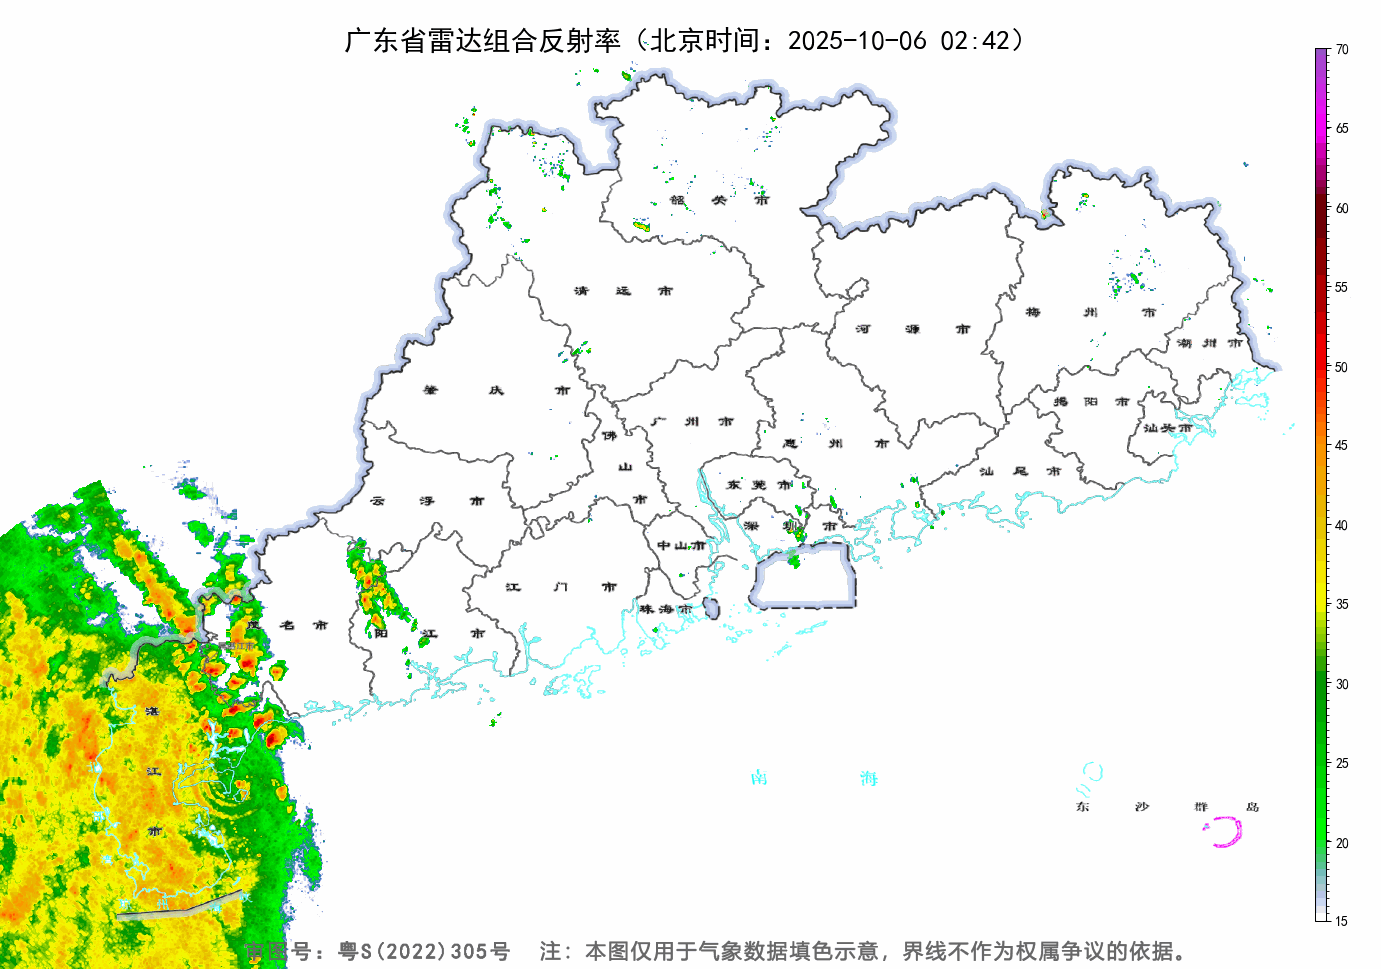 广东省雷达组合反射率（北京时间：2025-10-06 02:42）
70
65
60
55
50
45
40
35
30
25
20
15
韶关市
清远市
河源市
梅州市
潮州市
肇庆市
广州市
揭阳市
汕头市
佛山市
惠州市
汕尾市
云浮市
东莞市
深圳市
中山市
江门市
珠海市
茂名市
阳江市
湛江市
南海
东沙群岛
审图号：粤S(2022)305号 注：本图仅用于气象数据填色示意，界线不作为权属争议的依据。